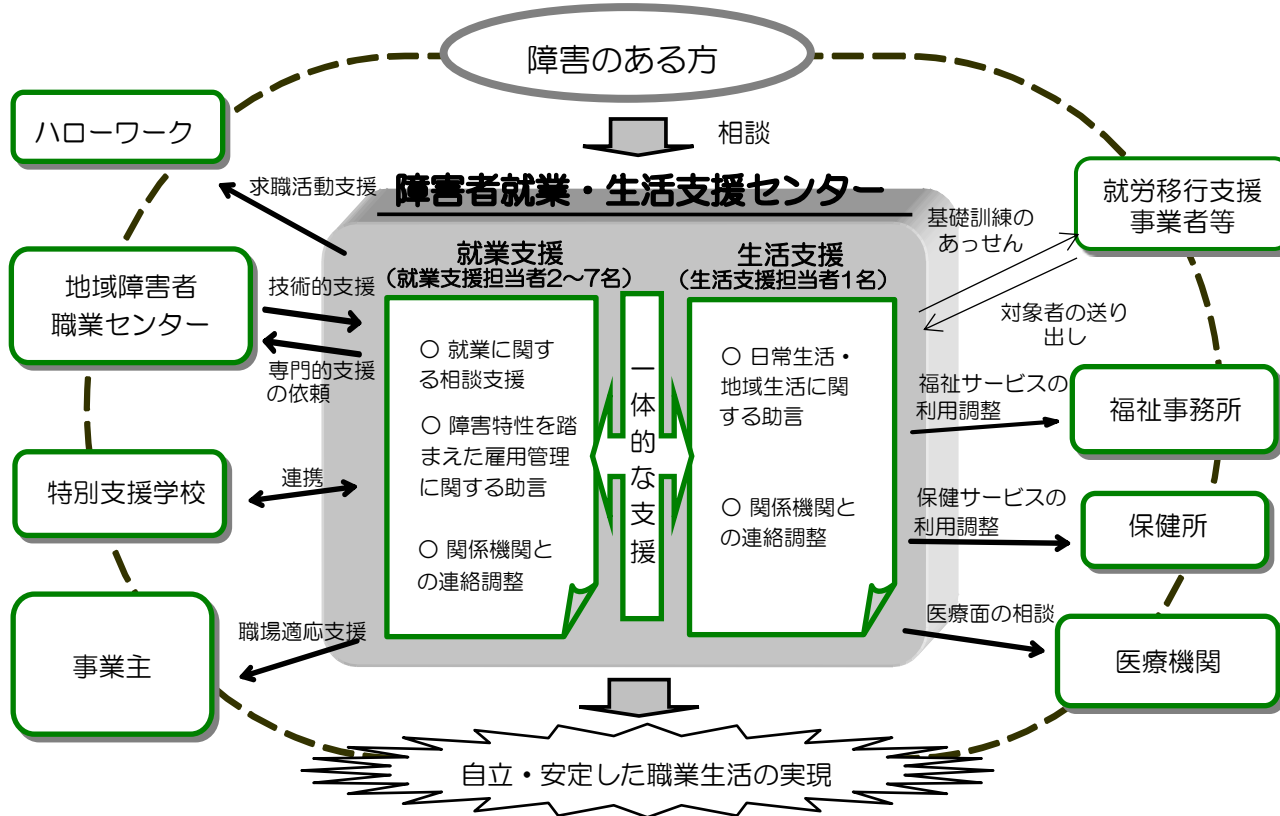 障害のある方
相談
ハローワーク
求職活動支援
障害者就業・生活支援センター
就労移行支援
事業者等
基礎訓練の
あっせん
対象者の送り
出し
地域障害者
職業センター
技術的支援
専門的支援
の依頼
就業支援
(就業支援担当者2~7名)
生活支援
(生活支援担当者1名)
○ 就業に関す
る相談支援
○ 障害特性を踏
まえた雇用管理
に関する助言
○ 関係機関と
の連絡調整
一体的な支援
○ 日常生活・
地域生活に関
する助言
○ 関係機関と
の連絡調整
福祉サービスの
利用調整
福祉事務所
特別支援学校
連携
保健サービスの
利用調整
保健所
事業主
職場適応支援
医療面の相談
医療機関
自立・安定した職業生活の実現